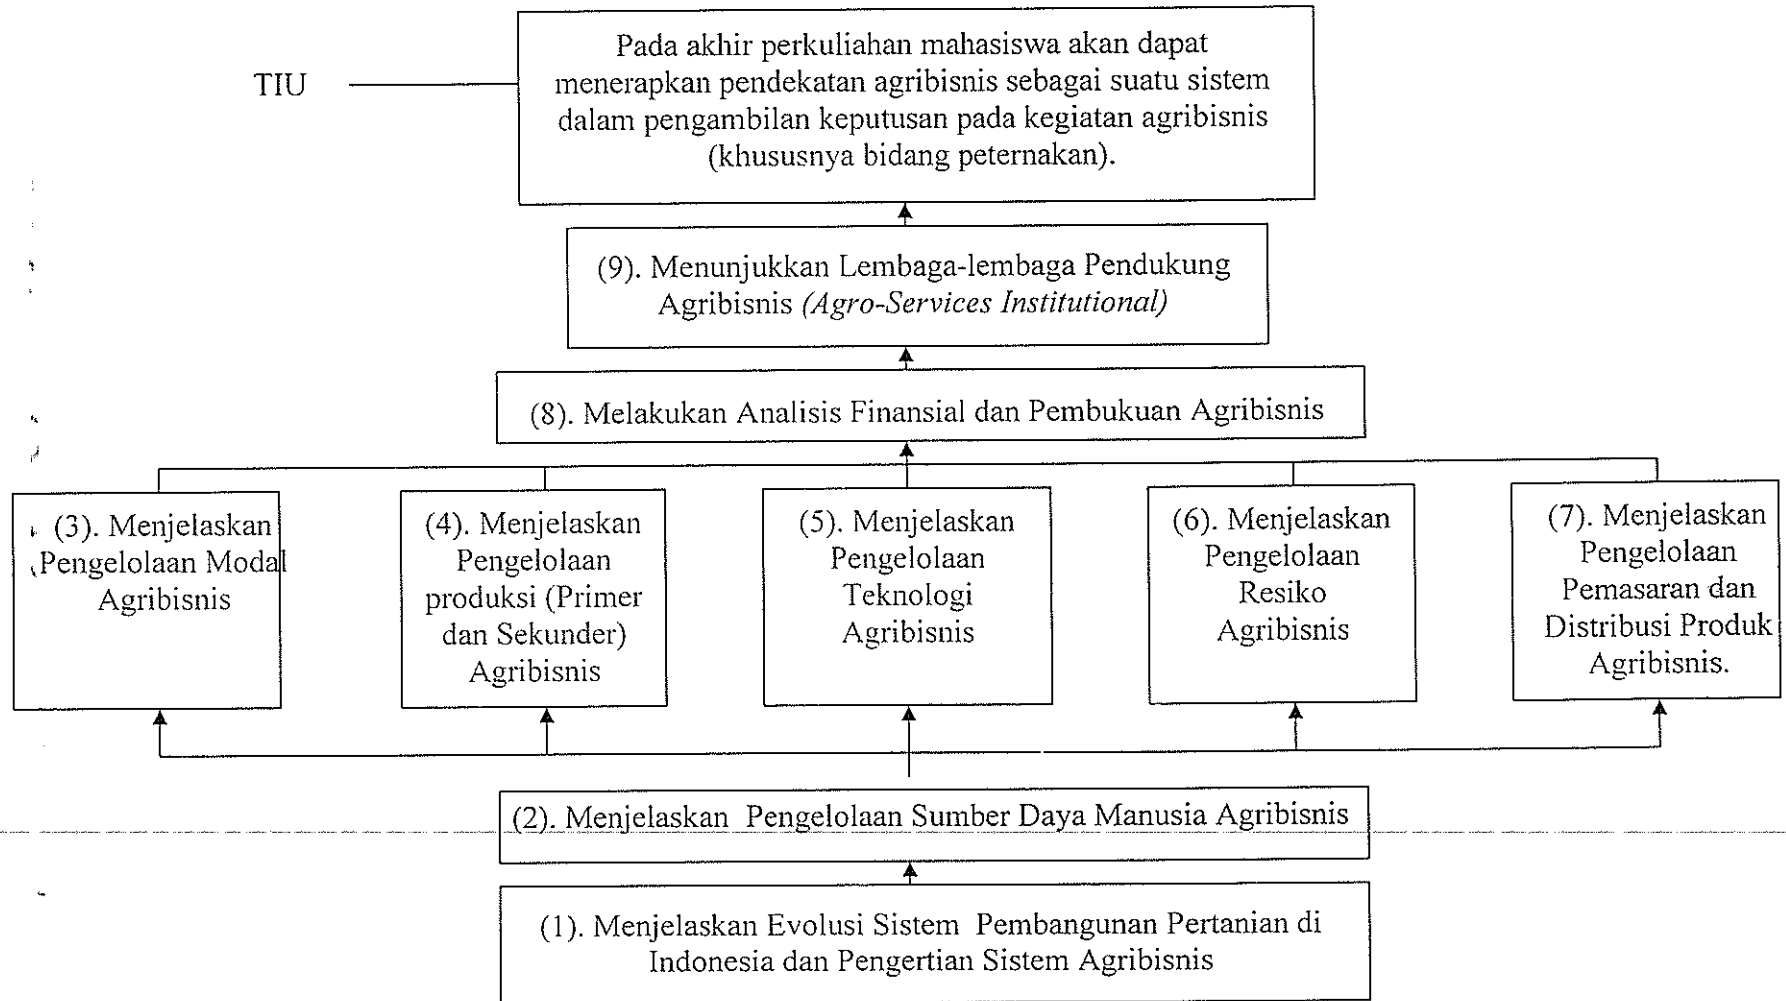 Pada akhir perkuliahan mahasiswa akan dapat
TIU
menerapkan pendekatan agribisnis sebagai suatu sistem
dalam pengambilan keputusan pada kegiatan agribisnis
(khususnya bidang peternakan).
(9). Menunjukkan Lembaga-lembaga Pendukung
Agribisnis (Agro-Services Institutional)
(8). Melakukan Analisis Finansial dan Pembukuan Agribisnis
(3). Menjelaskan
Pengelolaan Modal
Agribisnis
(4). Menjelaskan
Pengelolaan
produksi (Primer
dan Sekunder)
Agribisnis
(5). Menjelaskan
Pengelolaan
Teknologi
Agribisnis
(6). Menjelaskan
Pengelolaan
Resiko
Agribisnis
(7). Menjelaskan
Pengelolaan
Pemasaran dan
Distribusi Produk
Agribisnis.
(2). Menjelaskan Pengelolaan Sumber Daya Manusia Agribisnis
(1). Menjelaskan Evolusi Sistem Pembangunan Pertanian di
Indonesia dan Pengertian Sistem Agribisnis